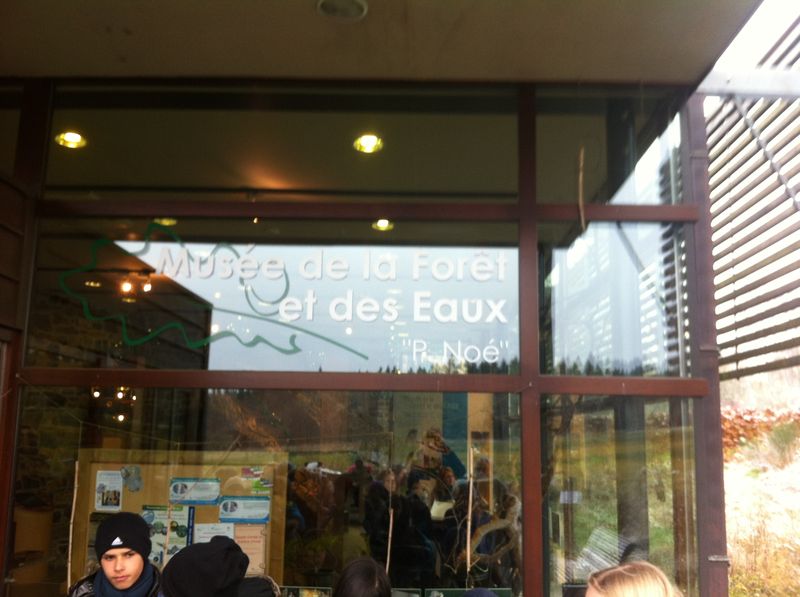 Musée de la Forêt
et des Eaux
"P. Noé"